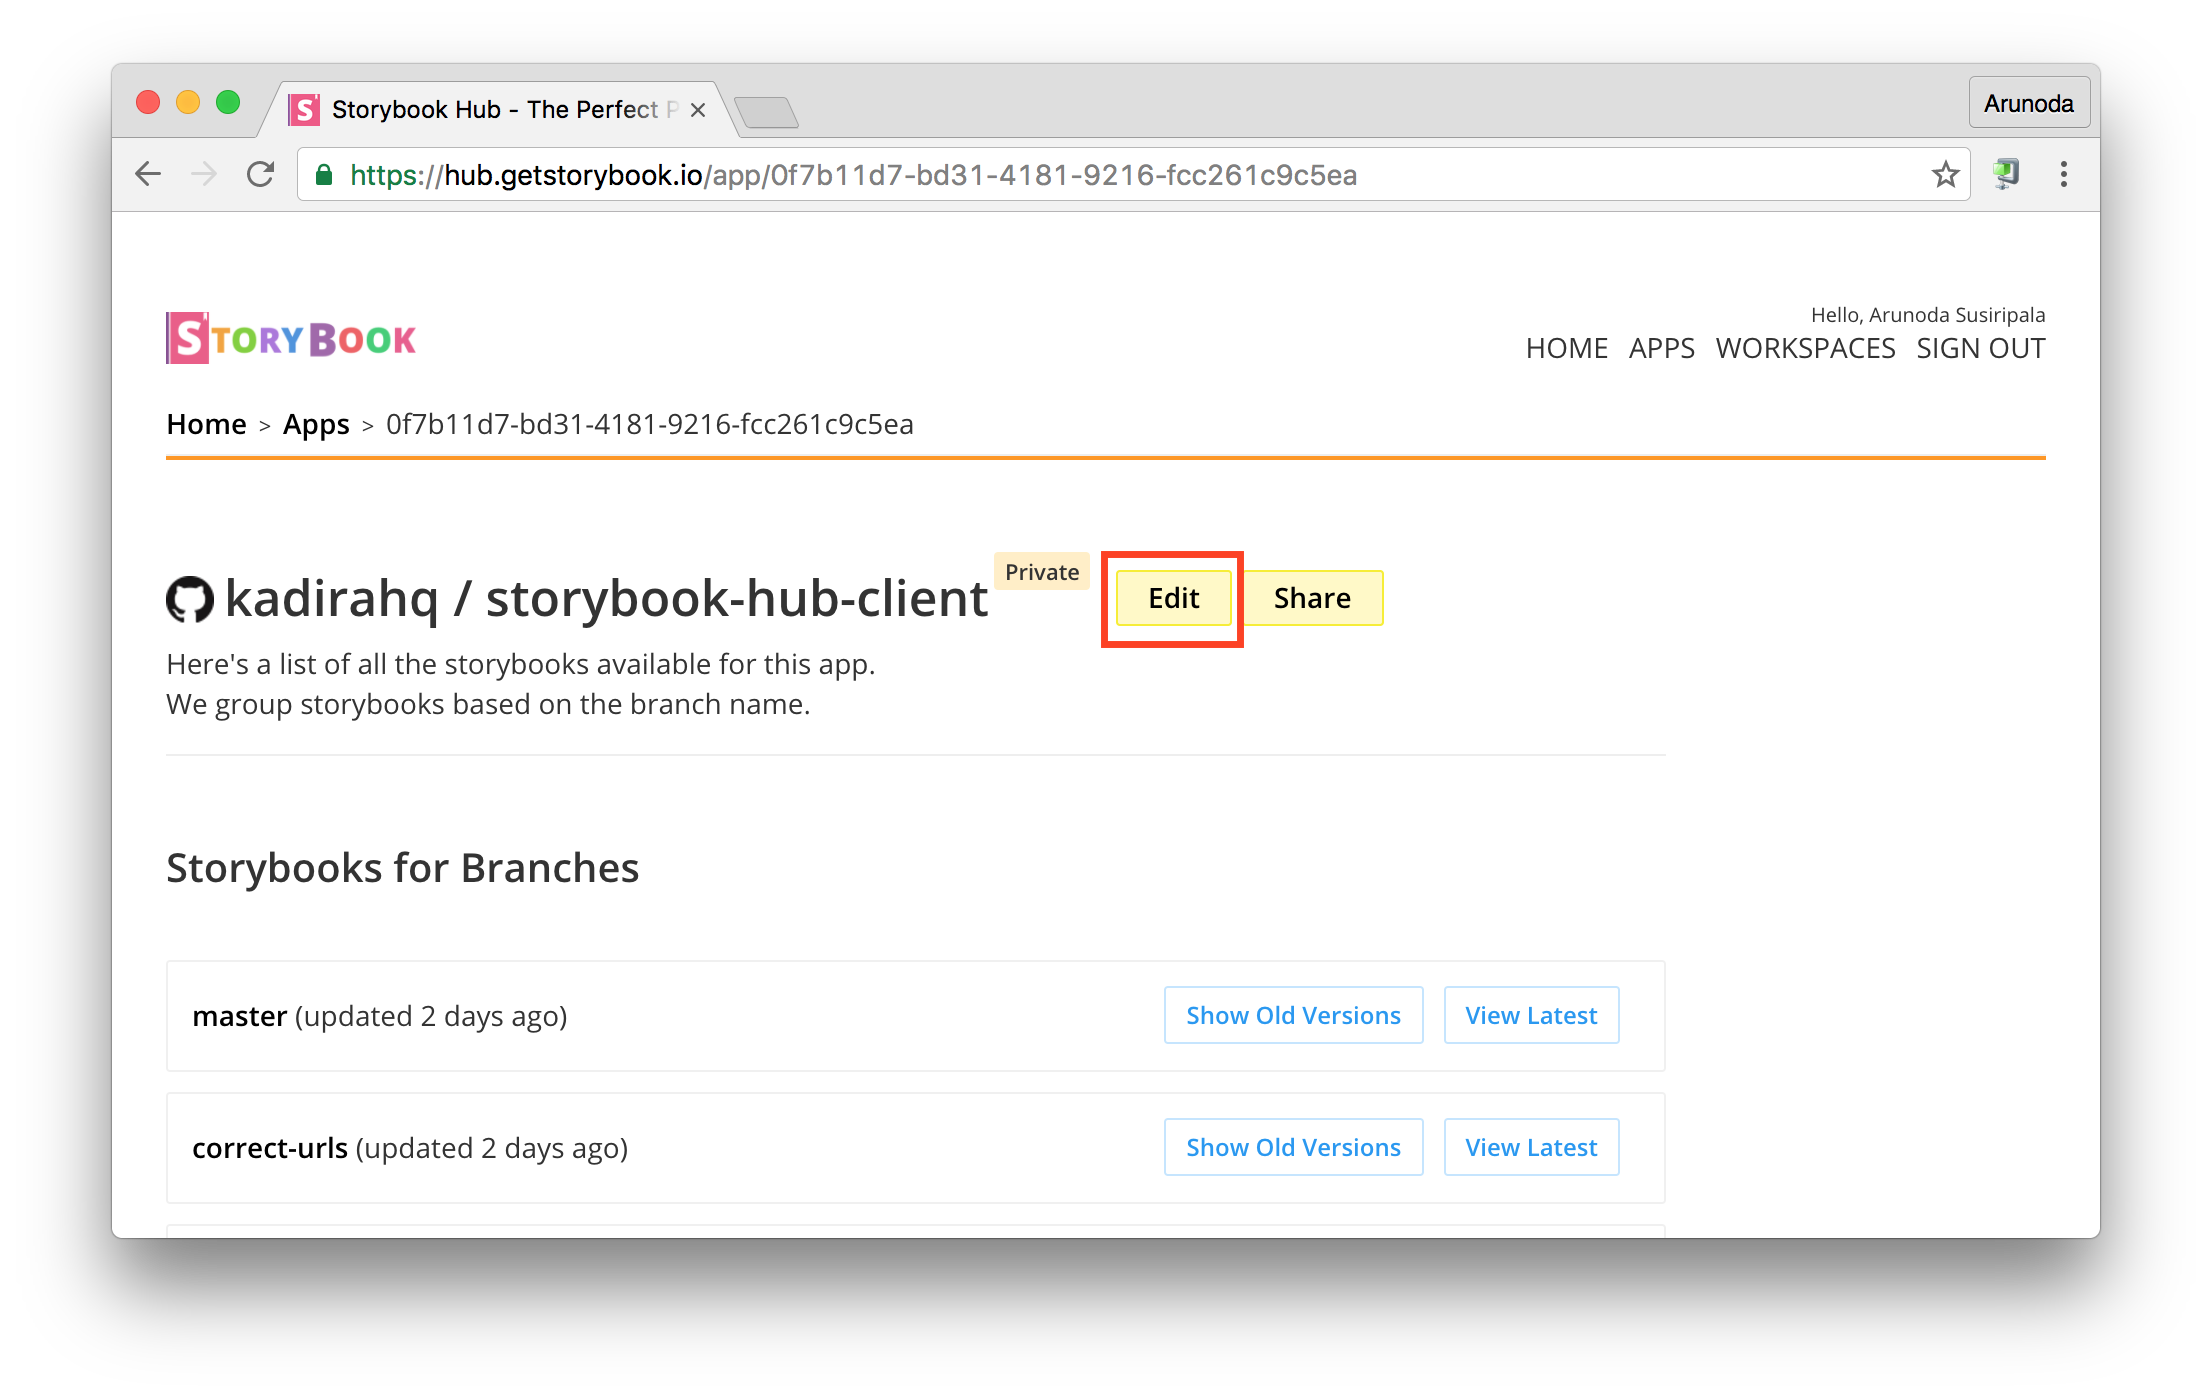 Storybook Hub - The Perfect P
Arunoda
https://hub.getstorybook.io/app/0f7b11d7-bd31-4181-9216-fcc261c9c5ea
STORYBOOK
Hello, Arunoda Susiripala
HOME APPS WORKSPACES SIGN OUT
Home > Apps > 0f7b11d7-bd31-4181-9216-fcc261c9c5ea
kadirahq / storybook-hub-client Private Edit Share
Here's a list of all the storybooks available for this app.
We group storybooks based on the branch name.
Storybooks for Branches
master (updated 2 days ago) Show Old Versions View Latest
correct-urls (updated 2 days ago) Show Old Versions View Latest